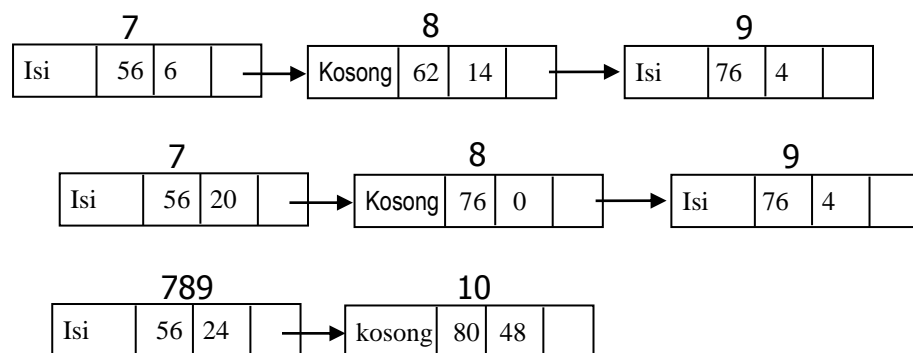 7 8 9
Isi 56 6 Kosong 62 14 Isi 76 4
7 8 9
Isi 56 20 Kosong 76 0 Isi 76 4
789 10
Isi 56 24 kosong 80 48